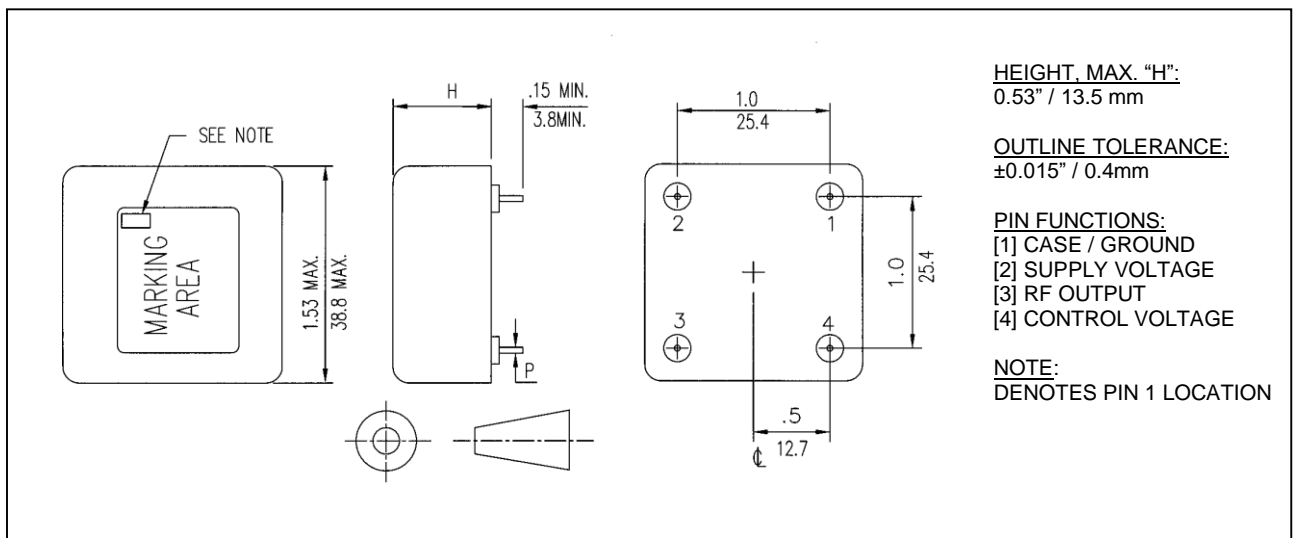 SEE NOTE
MARKING
AREA
1.53 MAX.
38.8 MAX.
H
.15 MIN.
3.8MIN.
P
1.0
25.4
2
1
3
4
1.0
25.4
.5
12.7
℄
HEIGHT, MAX. “H”:
0.53” / 13.5 mm
OUTLINE TOLERANCE:
±0.015” / 0.4mm
PIN FUNCTIONS:
[1] CASE / GROUND
[2] SUPPLY VOLTAGE
[3] RF OUTPUT
[4] CONTROL VOLTAGE
NOTE:
DENOTES PIN 1 LOCATION